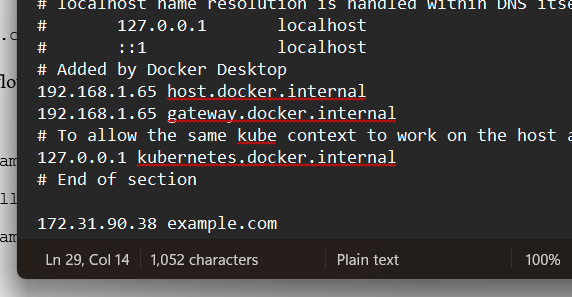 # localhost name resolution is handled within DNS itse
# 127.0.0.1 localhost
# ::1 localhost
# Added by Docker Desktop
192.168.1.65 host.docker.internal
192.168.1.65 gateway.docker.internal
# To allow the same kube context to work on the host a
127.0.0.1 kubernetes.docker.internal
# End of section
172.31.90.38 example.com
Ln 29, Col 14 1,052 characters Plain text 100%